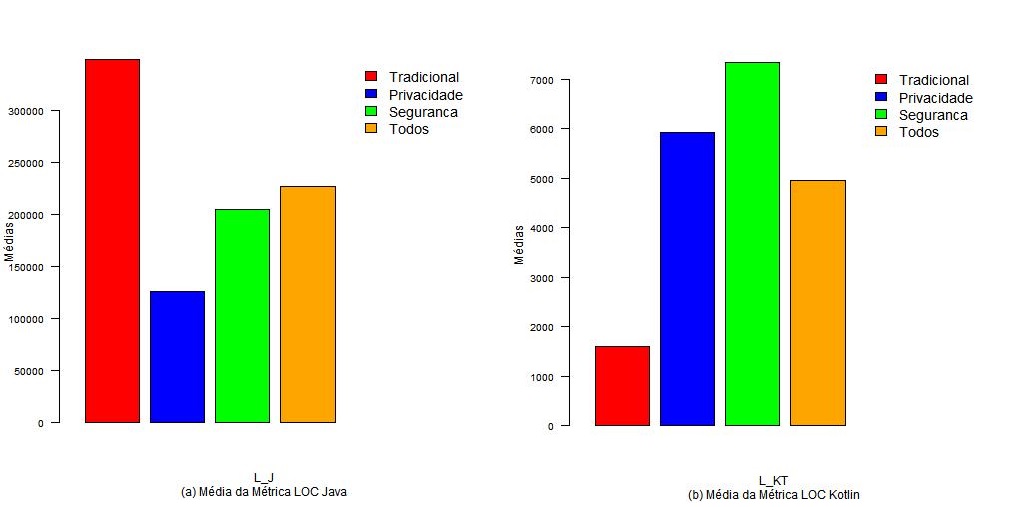 Tradicional
Privacidade
Seguranca
Todos
300000
250000
200000
150000
100000
50000
0
Médias
L_J
(a) Média da Métrica LOC Java
Tradicional
Privacidade
Seguranca
Todos
7000
6000
5000
4000
3000
2000
1000
0
Médias
L_KT
(b) Média da Métrica LOC Kotlin